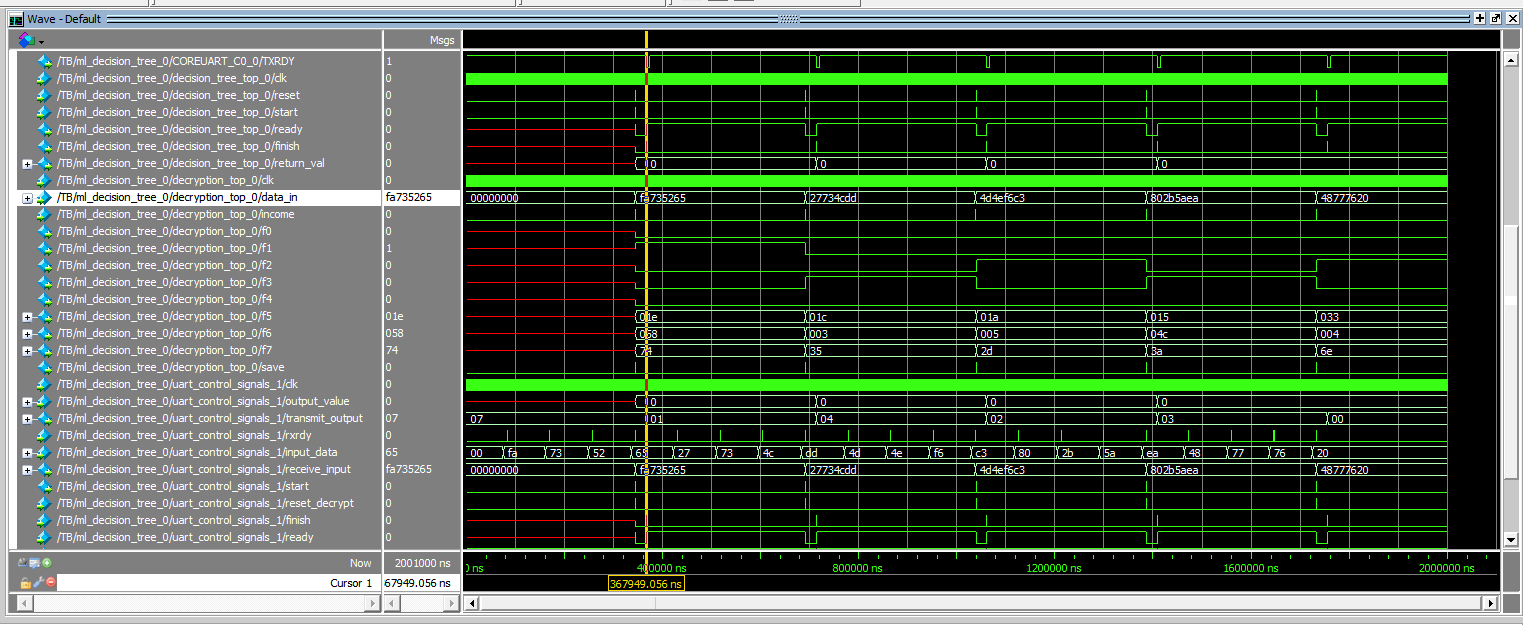 Wave - Default
Msgs
/TB/ml_decision_tree_0/COREUART_C0_0/TXRDY 1
/TB/ml_decision_tree_0/decision_tree_top_0/clk 0
/TB/ml_decision_tree_0/decision_tree_top_0/reset 0
/TB/ml_decision_tree_0/decision_tree_top_0/start 0
/TB/ml_decision_tree_0/decision_tree_top_0/ready 0
/TB/ml_decision_tree_0/decision_tree_top_0/finish 0
/TB/ml_decision_tree_0/decision_tree_top_0/return_val 0 0 0 0 0
/TB/ml_decision_tree_0/decryption_top_0/clk 0
/TB/ml_decision_tree_0/decryption_top_0/data_in fa735265 00000000 fa735265 27734cdd 4d4ef6c3 802b5aea 48777620
/TB/ml_decision_tree_0/decryption_top_0/income 0
/TB/ml_decision_tree_0/decryption_top_0/f0 0
/TB/ml_decision_tree_0/decryption_top_0/f1 1
/TB/ml_decision_tree_0/decryption_top_0/f2 0
/TB/ml_decision_tree_0/decryption_top_0/f3 0
/TB/ml_decision_tree_0/decryption_top_0/f4 0
/TB/ml_decision_tree_0/decryption_top_0/f5 01e 01e 01c 01a 015 033
/TB/ml_decision_tree_0/decryption_top_0/f6 058 058 003 005 04c 004
/TB/ml_decision_tree_0/decryption_top_0/f7 74 74 35 2d 3a 6e
/TB/ml_decision_tree_0/decryption_top_0/save 0
/TB/ml_decision_tree_0/uart_control_signals_1/clk 0
/TB/ml_decision_tree_0/uart_control_signals_1/output_value 0 0 0 0 0
/TB/ml_decision_tree_0/uart_control_signals_1/transmit_output 07 07 01 04 02 03 00
/TB/ml_decision_tree_0/uart_control_signals_1/rxrdy 0
/TB/ml_decision_tree_0/uart_control_signals_1/input_data 65 00 fa 73 52 65 27 73 4c dd 4d 4e f6 c3 80 2b 5a ea 48 77 76 20
/TB/ml_decision_tree_0/uart_control_signals_1/receive_input fa735265 00000000 fa735265 27734cdd 4d4ef6c3 802b5aea 48777620
/TB/ml_decision_tree_0/uart_control_signals_1/start 0
/TB/ml_decision_tree_0/uart_control_signals_1/reset_decrypt 0
/TB/ml_decision_tree_0/uart_control_signals_1/finish 0
/TB/ml_decision_tree_0/uart_control_signals_1/ready 0
Now 2001000 ns 0 ns 400000 ns 800000 ns 1200000 ns 1600000 ns 2000000 ns
Cursor 1 67949.056 ns 367949.056 ns